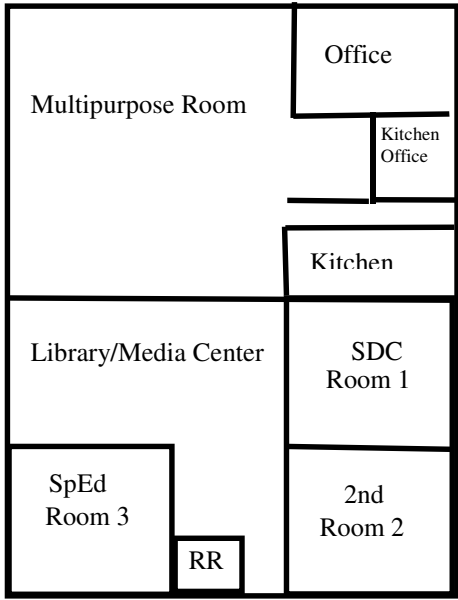 Office
Multipurpose Room
Kitchen
Office
Kitchen
Library/Media Center
SDC
Room 1
SpEd
Room 3
2nd
Room 2
RR